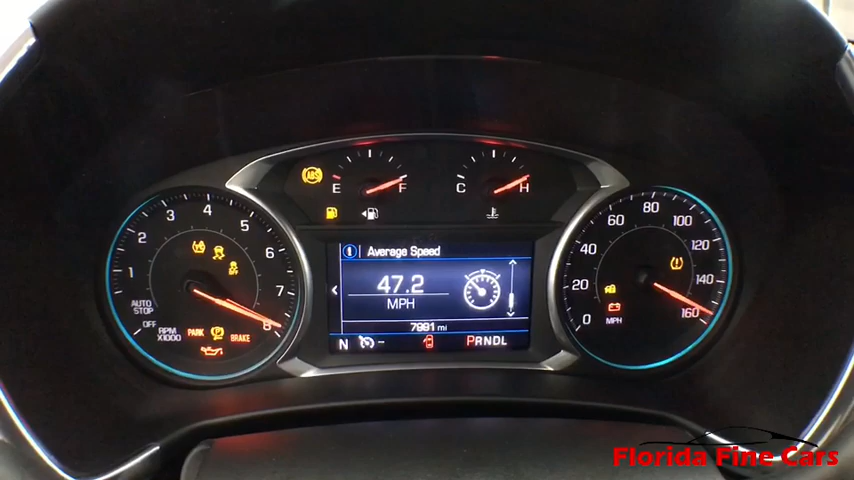 ABS
E F
C H
1 2 3 4 5 6 7 8
AUTO
STOP
OFF
RPM
X1000
PARK
BRAKE
Average Speed
47.2
MPH
7981 mi
N
PRNDL
0 20 40 60 80 100 120 140 160
MPH
Florida Fine Cars